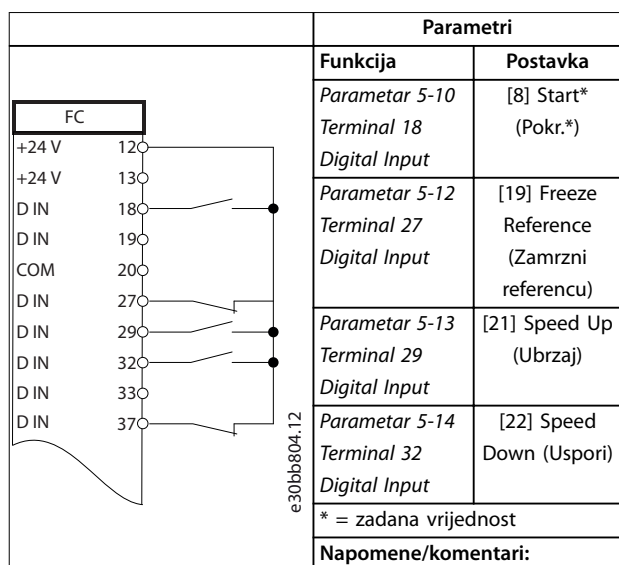 FC
+24 V 12
+24 V 13
D IN 18
D IN 19
COM 20
D IN 27
D IN 29
D IN 32
D IN 33
D IN 37
e30bb804.12
Parametri
Funkcija Postavka
Parametar 5-10 [8] Start*
Terminal 18 (Pokr.*)
Digital Input
Parametar 5-12 [19] Freeze
Terminal 27 Reference
Digital Input (Zamrzni
referencu)
Parametar 5-13 [21] Speed Up
Terminal 29 (Ubrzaj)
Digital Input
Parametar 5-14 [22] Speed
Terminal 32 Down (Uspori)
Digital Input
* = zadana vrijednost
Napomene/komentari: